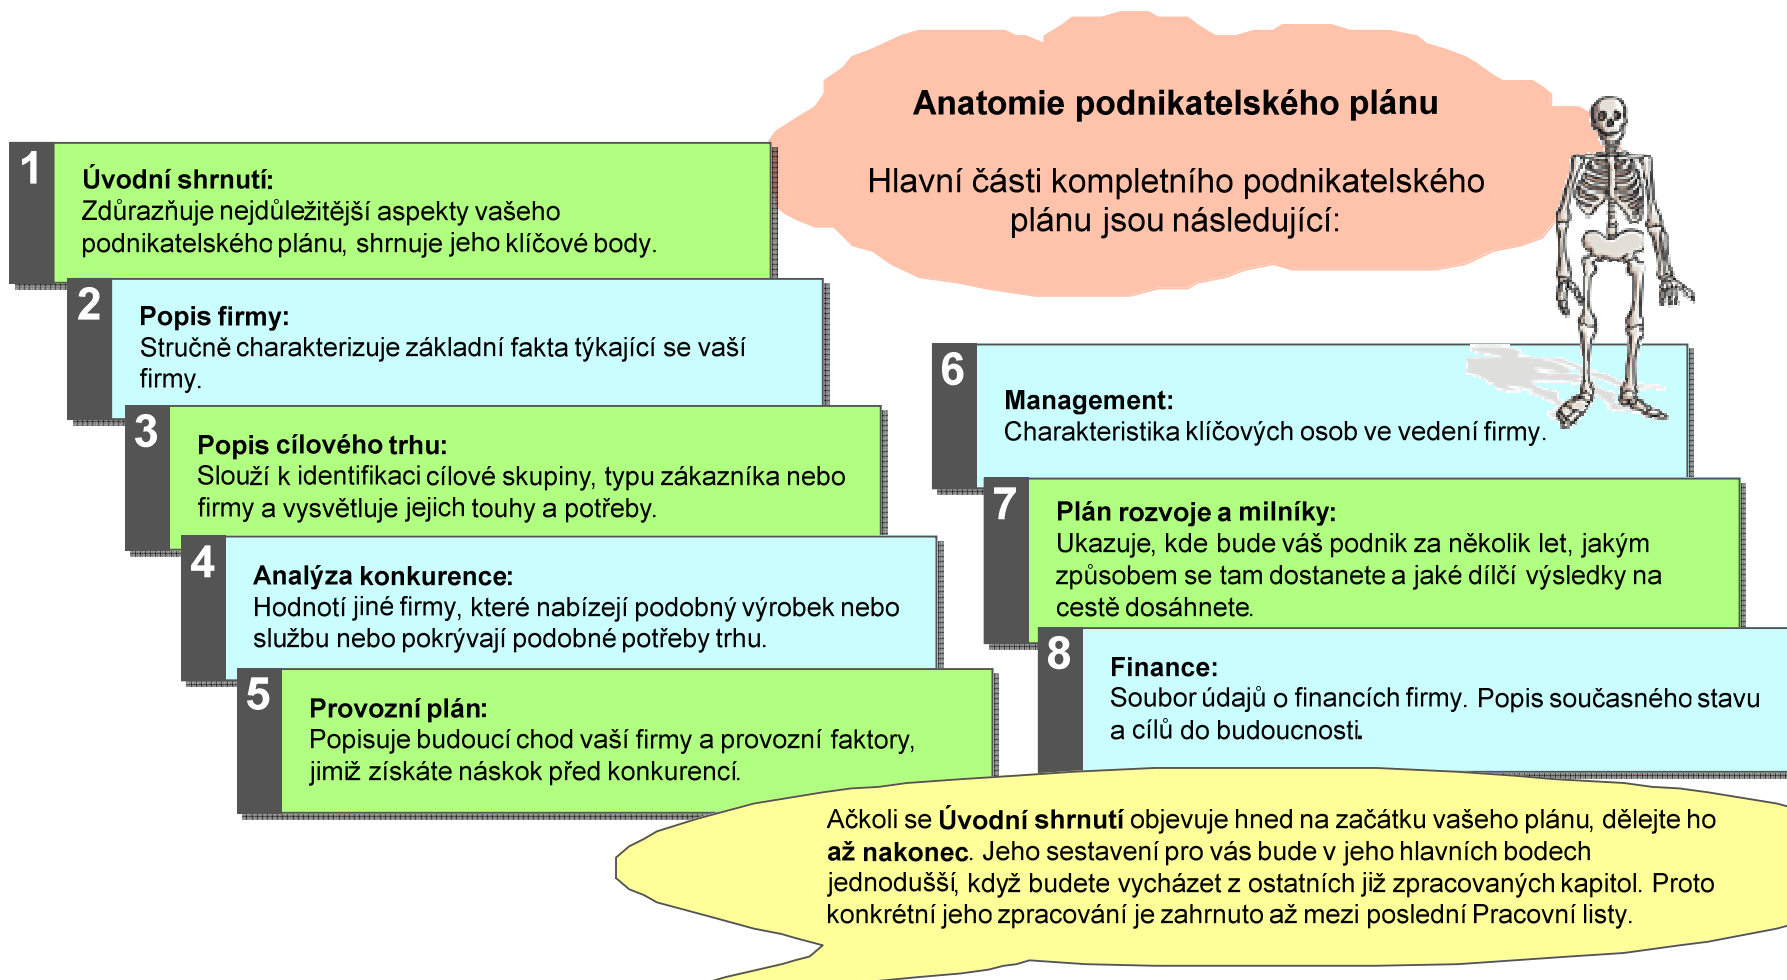 Anatomie podnikatelského plánu
Hlavní části kompletního podnikatelského
plánu jsou následující:
1
Úvodní shrnutí:
Zdůrazňuje nejdůležitější aspekty vašeho
podnikatelského plánu, shrnuje jeho klíčové body.
2
Popis firmy:
Stručně charakterizuje základní fakta týkající se vaší
firmy.
3
Popis cílového trhu:
Slouží k identifikaci cílové skupiny, typu zákazníka nebo
firmy a vysvětluje jejich touhy a potřeby.
4
Analýza konkurence:
Hodnotí jiné firmy, které nabízejí podobný výrobek nebo
službu nebo pokrývají podobné potřeby trhu.
5
Provozní plán:
Popisuje budoucí chod vaší firmy a provozní faktory,
jimiž získáte náskok před konkurencí.
6
Management:
Charakteristika klíčových osob ve vedení firmy.
7
Plán rozvoje a milníky:
Ukazuje, kde bude váš podnik za několik let, jakým
způsobem se tam dostanete a jaké dílčí výsledky na
cestě dosáhnete.
8
Finance:
Soubor údajů o financích firmy. Popis současného stavu
a cílů do budoucnosti.
Ačkoli se Úvodní shrnutí objevuje hned na začátku vašeho plánu, dělejte ho
až nakonec. Jeho sestavení pro vás bude v jeho hlavních bodech
jednodušší, když budete vycházet z ostatních již zpracovaných kapitol. Proto
konkrétní jeho zpracování je zahrnuto až mezi poslední Pracovní listy.